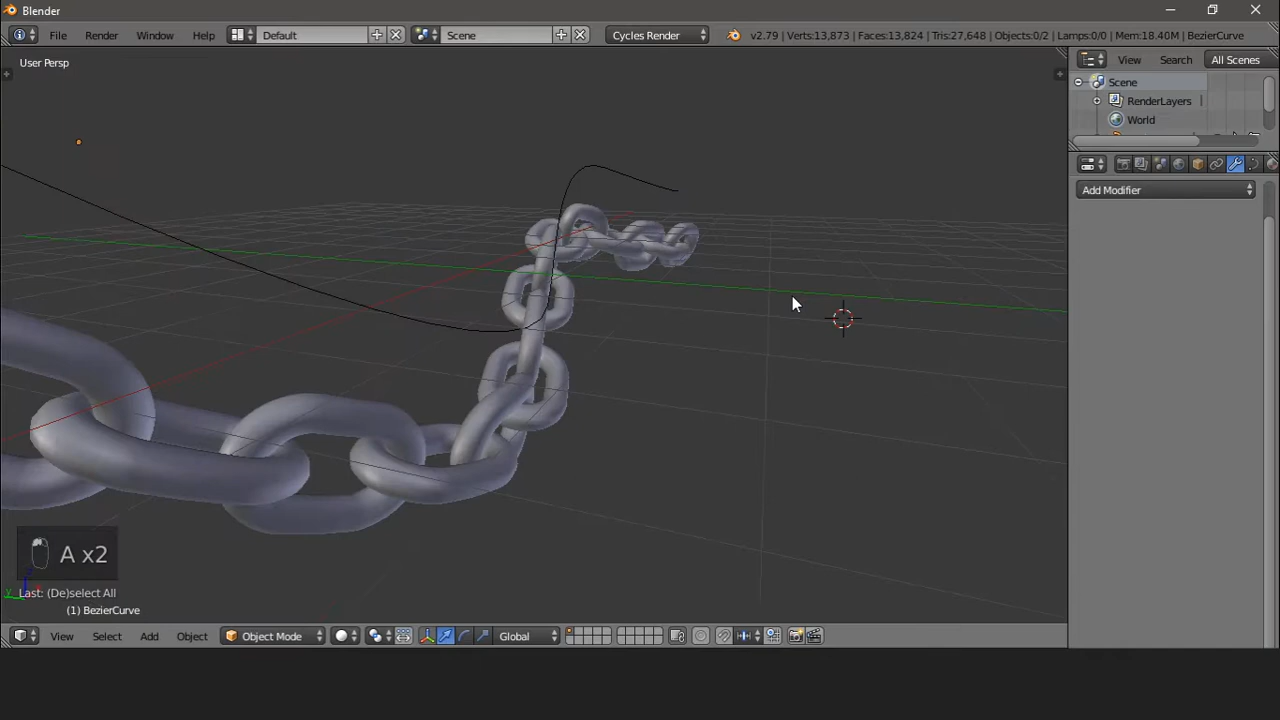 Blender
File Render Window Help Default Scene Cycles Render v2.79 | Verts:13,873 | Faces:13,824 | Tris:27,648 | Objects:0/2 | Lamps:0/0 | Mem:18.40M | BezierCurve
User Persp
View Search All Scenes
Scene
RenderLayers
World
Add Modifier
A x2
Last: (De)select All
(1) BezierCurve
View Select Add Object Object Mode Global